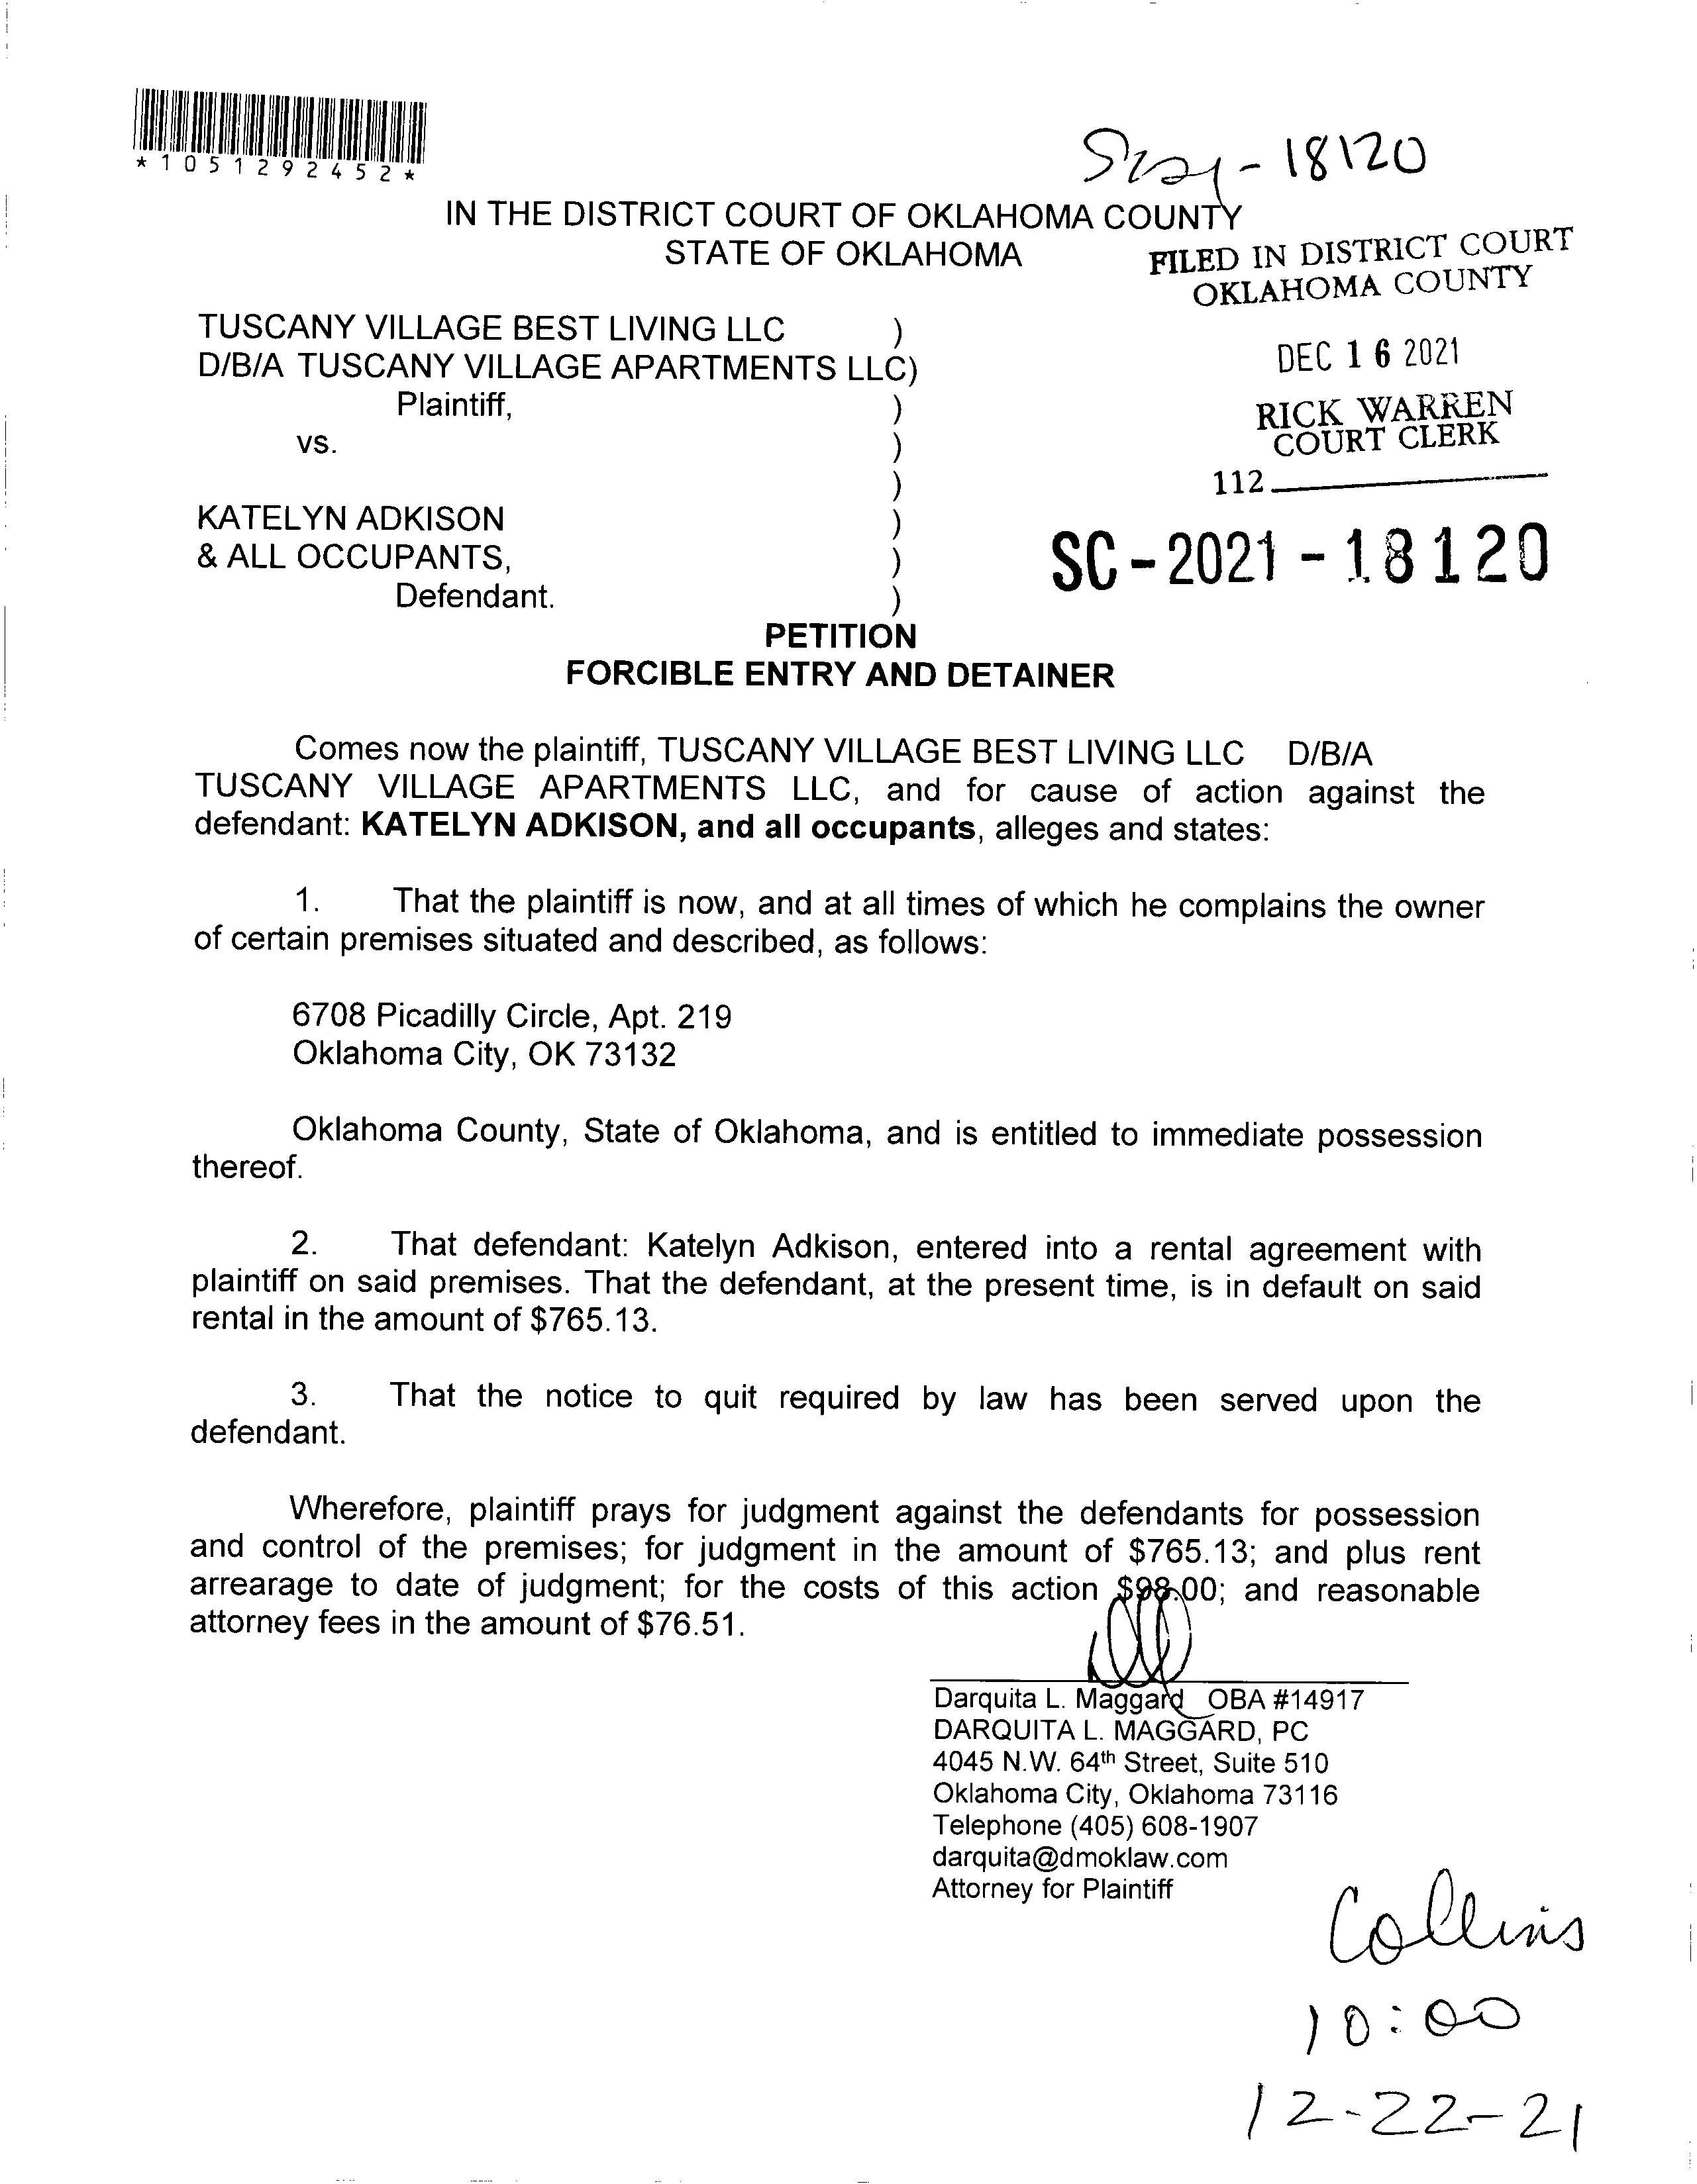 *1051292452*
S221-18120
IN THE DISTRICT COURT OF OKLAHOMA COUNTY
STATE OF OKLAHOMA
FILED IN DISTRICT COURT
OKLAHOMA COUNTY
DEC 16 2021
RICK WARREN
COURT CLERK
112
SC-2021-18120
TUSCANY VILLAGE BEST LIVING LLC )
D/B/A TUSCANY VILLAGE APARTMENTS LLC)
Plaintiff, )
vs. )
)
KATELYN ADKISON )
& ALL OCCUPANTS, )
Defendant. )
PETITION
FORCIBLE ENTRY AND DETAINER
Comes now the plaintiff, TUSCANY VILLAGE BEST LIVING LLC D/B/A
TUSCANY VILLAGE APARTMENTS LLC, and for cause of action against the
defendant: KATELYN ADKISON, and all occupants, alleges and states:
1. That the plaintiff is now, and at all times of which he complains the owner
of certain premises situated and described, as follows:
6708 Picadilly Circle, Apt. 219
Oklahoma City, OK 73132
Oklahoma County, State of Oklahoma, and is entitled to immediate possession
thereof.
2. That defendant: Katelyn Adkison, entered into a rental agreement with
plaintiff on said premises. That the defendant, at the present time, is in default on said
rental in the amount of $765.13.
3. That the notice to quit required by law has been served upon the
defendant.
Wherefore, plaintiff prays for judgment against the defendants for possession
and control of the premises; for judgment in the amount of $765.13; and plus rent
arrearage to date of judgment; for the costs of this action $98.00; and reasonable
attorney fees in the amount of $76.51.
Darquita L. Maggard OBA #14917
DARQUITA L. MAGGARD, PC
4045 N.W. 64th Street, Suite 510
Oklahoma City, Oklahoma 73116
Telephone (405) 608-1907
darquita@dmoklaw.com
Attorney for Plaintiff
Collins
10:00
12-22-21